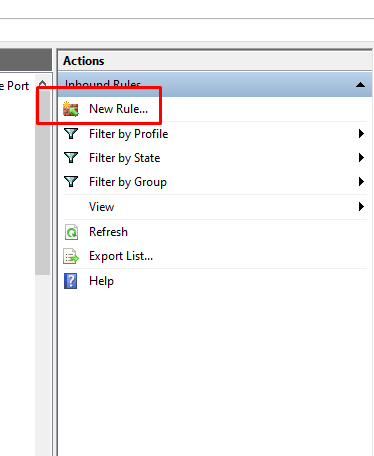 Actions
e Port
Inbound Rules
New Rule...
Filter by Profile
Filter by State
Filter by Group
View
Refresh
Export List...
Help